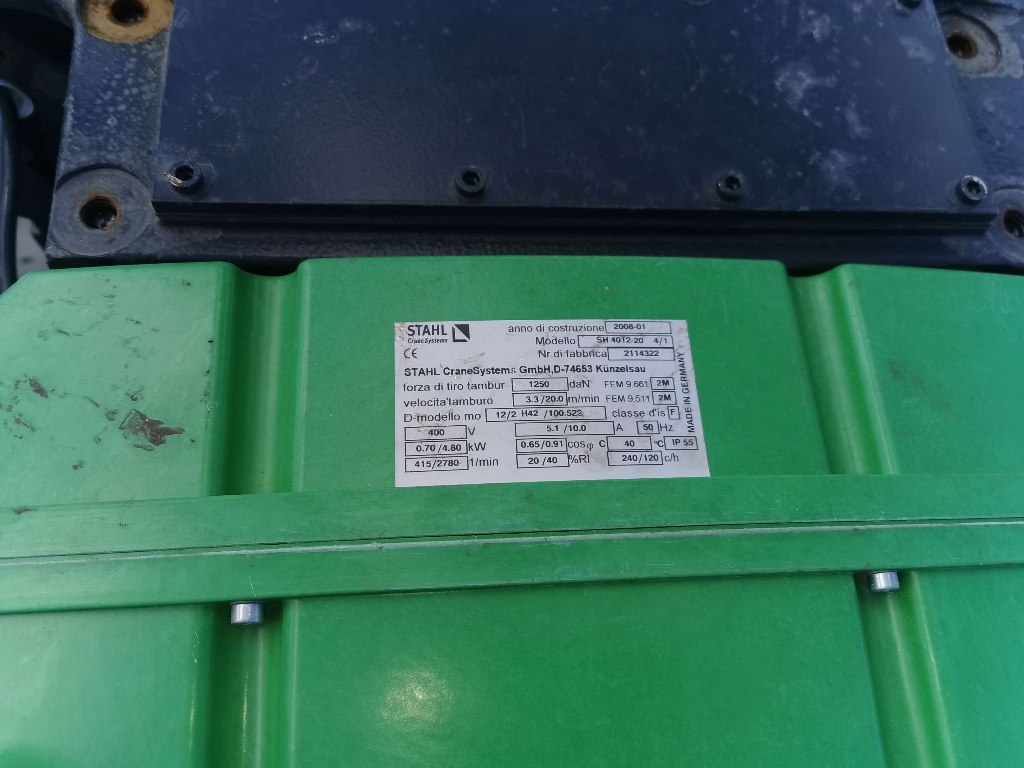 STAHL
CraneSystems
CE
anno di costruzione 2008-01
Modello SH 4012-20 4/1
Nr.di fabbrica 2114322
STAHL CraneSystems GmbH,D-74653 Künzelsau
forza di tiro tambur 1250 daN FEM 9.661 2M
velocita'tamburo 3.3/20.0 m/min FEM 9.511 2M
D-modello mo 12/2 H42 /100.522 classe d'is F
400 V 5.1 /10.0 A 50 Hz
0.70 /4.80 kW 0.65/0.91 cosφ C 40 °C IP 55
415/2780 1/min 20 /40 %RI 240/120 c/h
MADE IN GERMANY